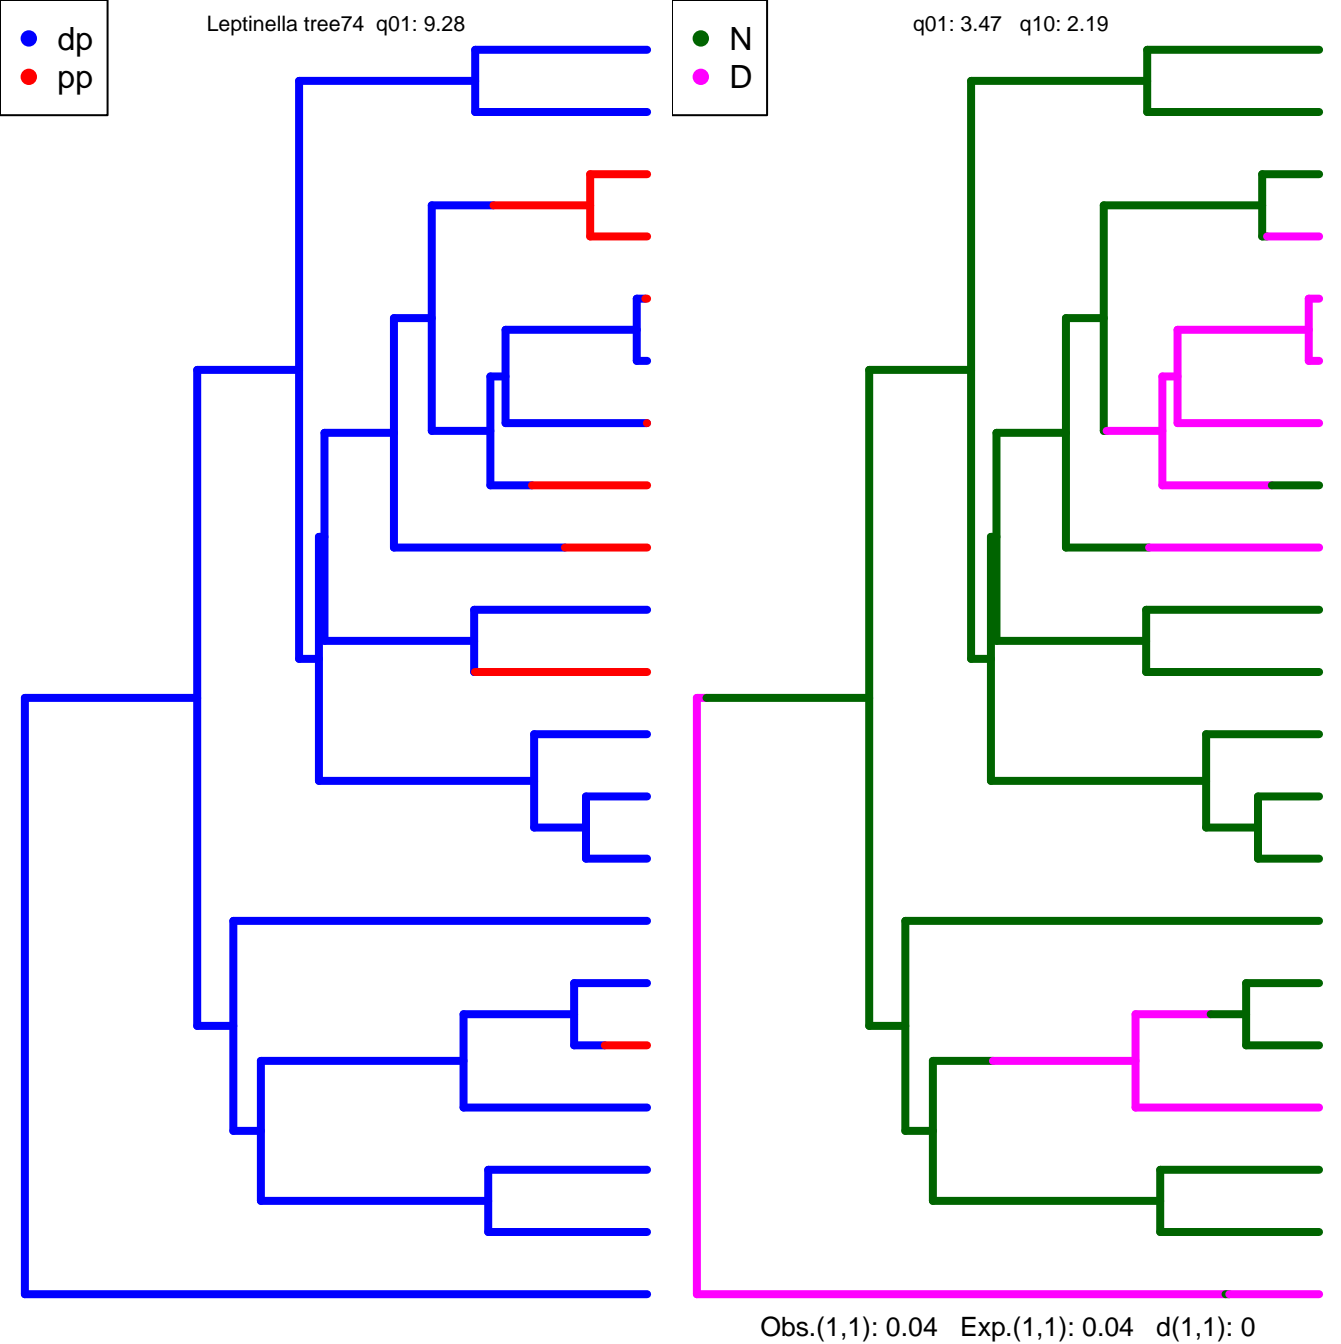 Leptinella tree74 q01: 9.28
dp
pp
q01: 3.47 q10: 2.19
N
D
Obs.(1,1): 0.04 Exp.(1,1): 0.04 d(1,1): 0